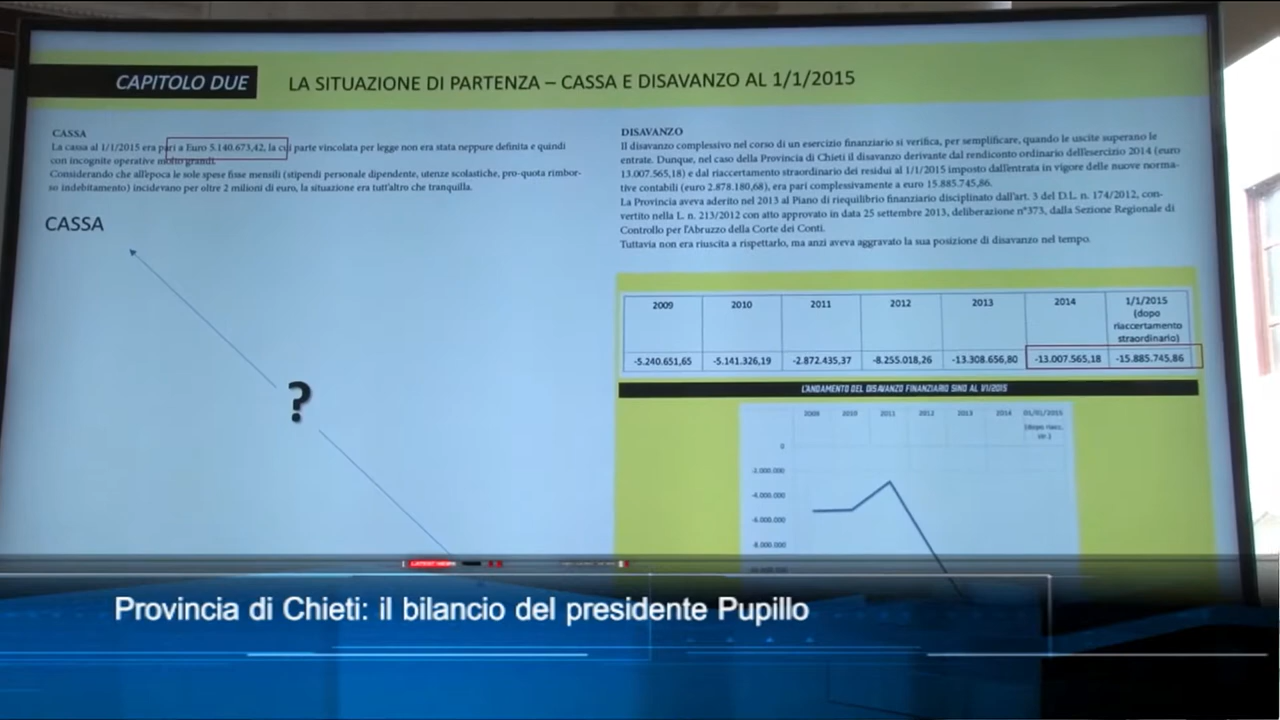 CAPITOLO DUE
LA SITUAZIONE DI PARTENZA – CASSA E DISAVANZO AL 1/1/2015
CASSA
La cassa al 1/1/2015 era pari a Euro 5.140.673,42, la cui parte vincolata per legge non era stata neppure definita e quindi
con incognite operative molto grandi.
Considerando che all'epoca le sole spese fisse mensili (stipendi personale dipendente, utenze scolastiche, pro-quota rimbor-
so indebitamento) incidevano per oltre 2 milioni di euro, la situazione era tutt'altro che tranquilla.
CASSA
?
DISAVANZO
Il disavanzo complessivo nel corso di un esercizio finanziario si verifica, per semplificare, quando le uscite superano le
entrate. Dunque, nel caso della Provincia di Chieti il disavanzo derivante dal rendiconto ordinario dell'esercizio 2014 (euro
13.007.565,18) e dal riaccertamento straordinario dei residui al 1/1/2015 imposto dall'entrata in vigore delle nuove norma-
tive contabili (euro 2.878.180,68), era pari complessivamente a euro 15.885.745,86.
La Provincia aveva aderito nel 2013 al Piano di riequilibrio finanziario disciplinato dall'art. 3 del D.L. n. 174/2012, con-
vertito nella L. n. 213/2012 con atto approvato in data 25 settembre 2013, deliberazione n°373, dalla Sezione Regionale di
Controllo per l'Abruzzo della Corte dei Conti.
Tuttavia non era riuscita a rispettarlo, ma anzi aveva aggravato la sua posizione di disavanzo nel tempo.
2009 2010 2011 2012 2013 2014 1/1/2015
(dopo
riaccertamento
straordinario)
-5.240.651,65 -5.141.326,19 -2.872.435,37 -8.255.018,26 -13.308.656,80 -13.007.565,18 -15.885.745,86
L'ANDAMENTO DEL DISAVANZO FINANZIARIO SINO AL 1/1/2015
2009 2010 2011 2012 2013 2014 01/01/2015
0
-2.000.000
-4.000.000
-6.000.000
-8.000.000
LATEST NEWS
Provincia di Chieti: il bilancio del presidente Pupillo